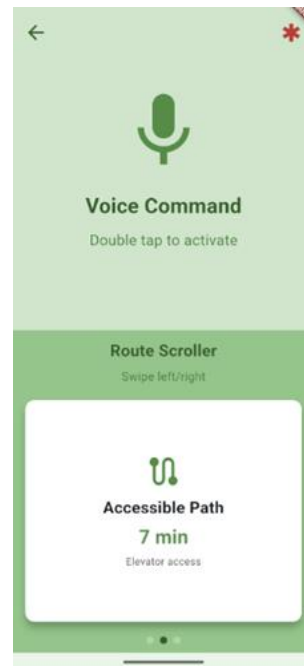 Voice Command
Double tap to activate
Route Scroller
Swipe left/right
Accessible Path
7 min
Elevator access